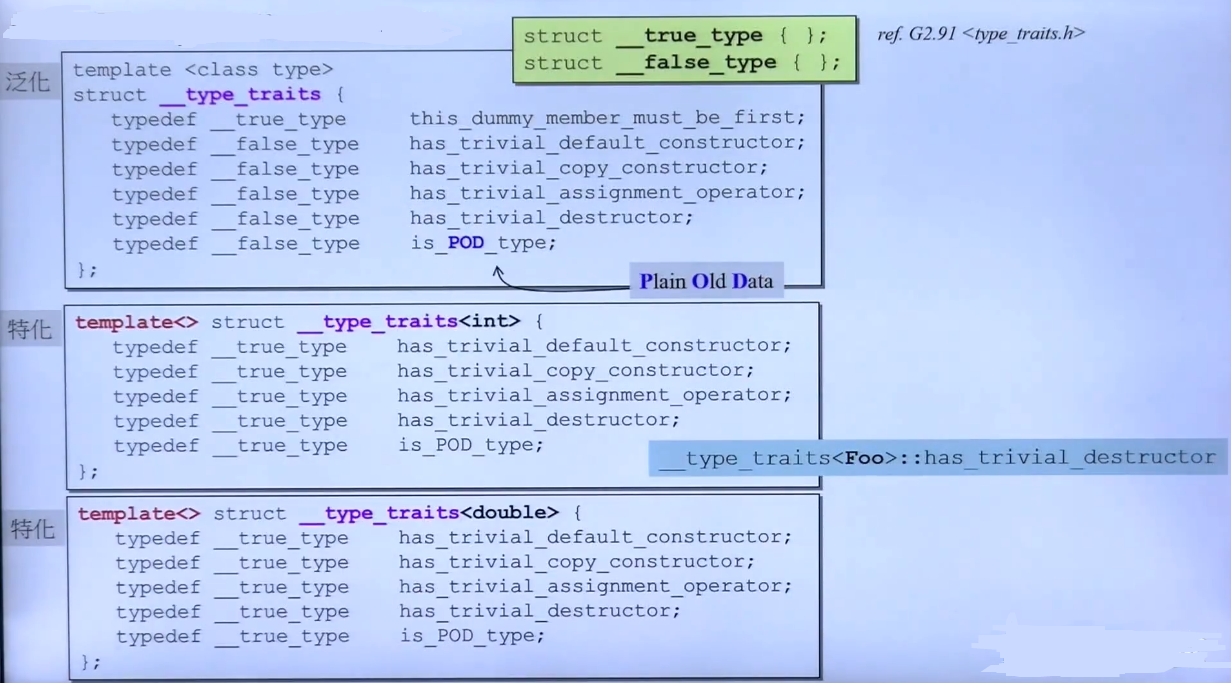 struct __true_type { };
struct __false_type { };
ref. G2.91 <type_traits.h>
泛化
template <class type>
struct __type_traits {
typedef __true_type this_dummy_member_must_be_first;
typedef __false_type has_trivial_default_constructor;
typedef __false_type has_trivial_copy_constructor;
typedef __false_type has_trivial_assignment_operator;
typedef __false_type has_trivial_destructor;
typedef __false_type is_POD_type;
};
Plain Old Data
特化
template<> struct __type_traits<int> {
typedef __true_type has_trivial_default_constructor;
typedef __true_type has_trivial_copy_constructor;
typedef __true_type has_trivial_assignment_operator;
typedef __true_type has_trivial_destructor;
typedef __true_type is_POD_type;
};
__type_traits<Foo>::has_trivial_destructor
特化
template<> struct __type_traits<double> {
typedef __true_type has_trivial_default_constructor;
typedef __true_type has_trivial_copy_constructor;
typedef __true_type has_trivial_assignment_operator;
typedef __true_type has_trivial_destructor;
typedef __true_type is_POD_type;
};